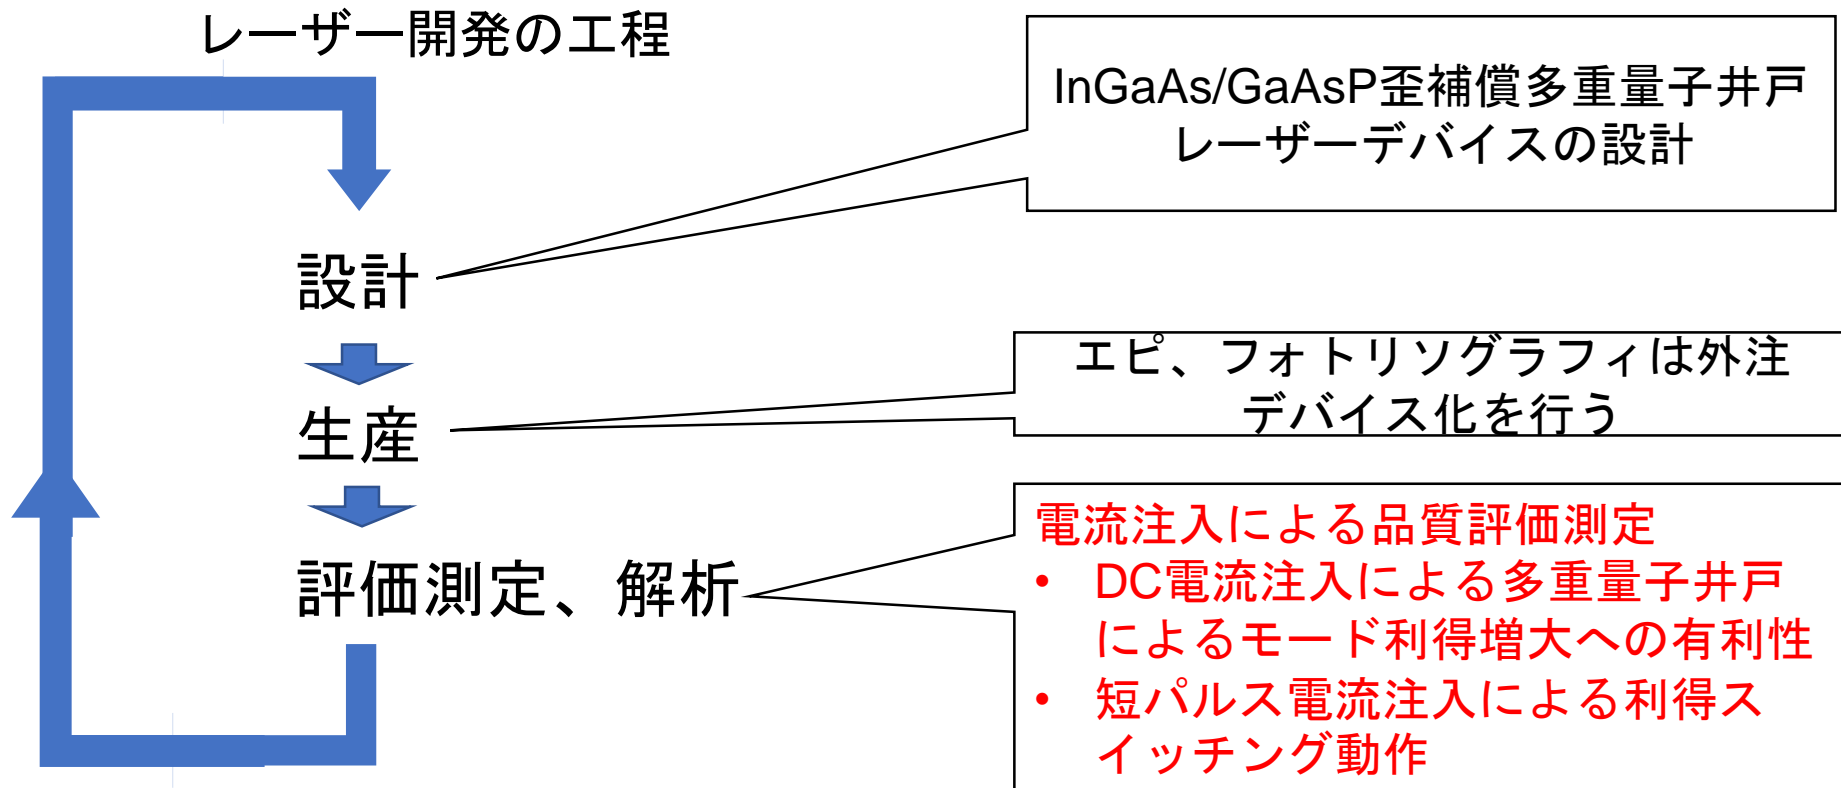 レーザー開発の工程
InGaAs/GaAsP歪補償多重量子井戸
レーザーデバイスの設計
設計
エピ、フォトリソグラフィは外注
デバイス化を行う
生産
評価測定、解析
電流注入による品質評価測定
• DC電流注入による多重量子井戸
によるモード利得増大への有利性
• 短パルス電流注入による利得ス
イッチング動作